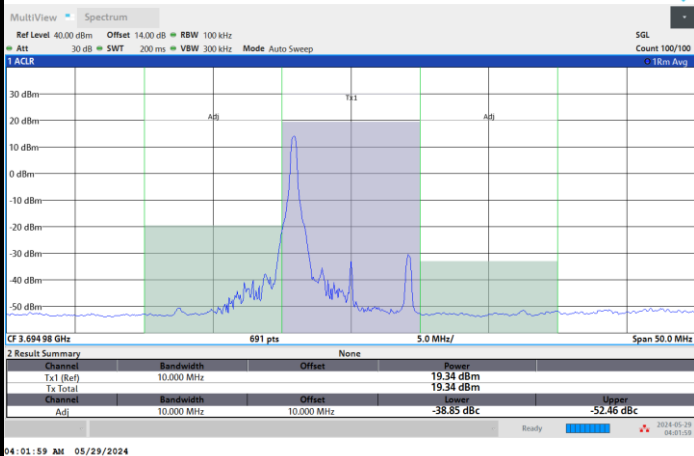 MultiView Spectrum
Ref Level 40.00 dBm Offset 14.00 dB RBW 100 kHz SGL
Att 30 dB SWT 200 ms VBW 300 kHz Mode Auto Sweep Count 100/100
1 ACLR 1Rm Avg
30 dBm
Tx1
20 dBm
Adj Adj
10 dBm
0 dBm
-10 dBm
-20 dBm
-30 dBm
-40 dBm
-50 dBm
CF 3.694 98 GHz 691 pts 5.0 MHz/ Span 50.0 MHz
2 Result Summary None
Channel Bandwidth Offset Power
Tx1 (Ref) 10.000 MHz 19.34 dBm
Tx Total 19.34 dBm
Channel Bandwidth Offset Lower Upper
Adj 10.000 MHz 10.000 MHz -38.85 dBc -52.46 dBc
Ready 2024-05-29
04:01:59
04:01:59 AM 05/29/2024